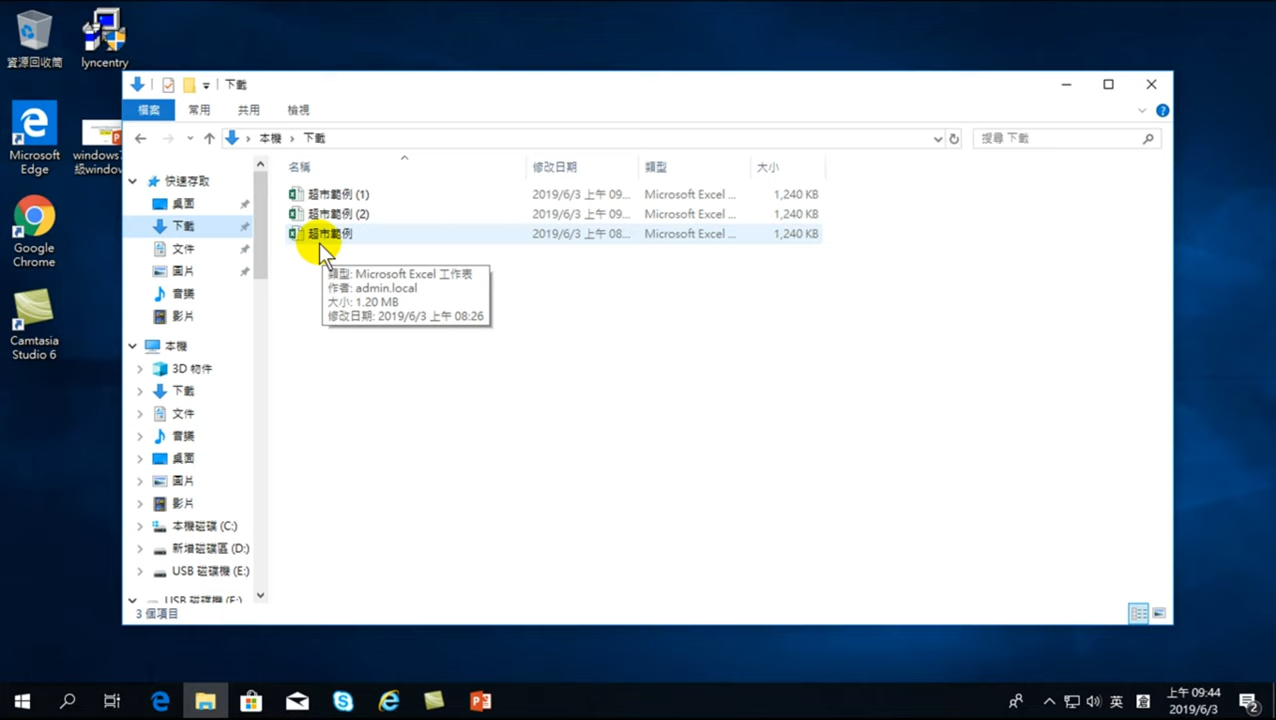 資源回收筒
lyncentry
Microsoft
Edge
windows
級window
Google
Chrome
Camtasia
Studio 6
下載
檔案
常用
共用
檢視
本機
下載
搜尋 下載
名稱
修改日期
類型
大小
超市範例 (1)
2019/6/3 上午 09...
Microsoft Excel ...
1,240 KB
超市範例 (2)
2019/6/3 上午 09...
Microsoft Excel ...
1,240 KB
超市範例
2019/6/3 上午 08...
Microsoft Excel ...
1,240 KB
類型: Microsoft Excel 工作表
作者: admin.local
大小: 1.20 MB
修改日期: 2019/6/3 上午 08:26
快速存取
桌面
下載
文件
圖片
音樂
影片
本機
3D 物件
下載
文件
音樂
桌面
圖片
影片
本機磁碟 (C:)
新增磁碟區 (D:)
USB 磁碟機 (E:)
USB 磁碟機 (E:)
3 個項目
英
上午 09:44
2019/6/3
2